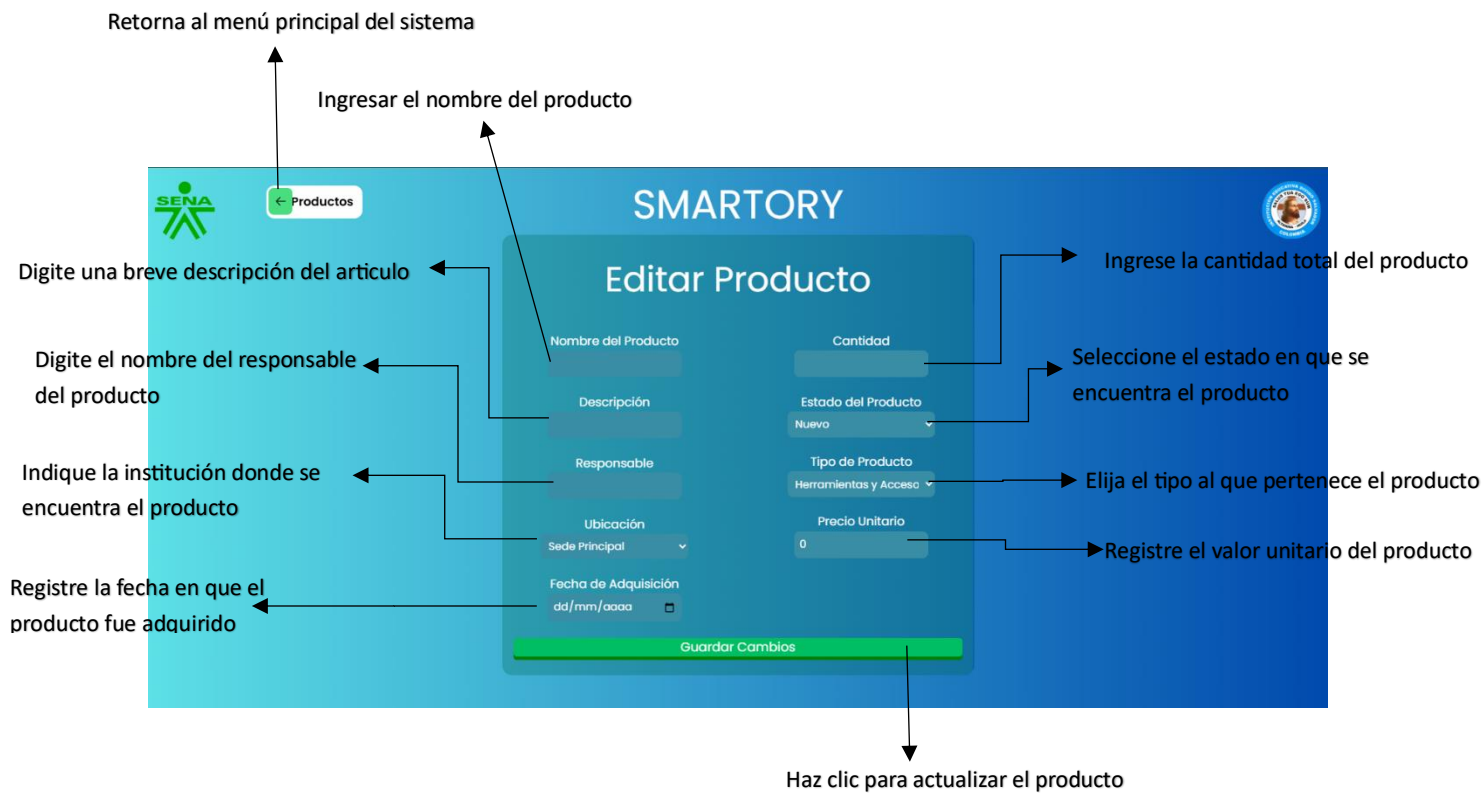 Retorna al menú principal del sistema
Ingresar el nombre del producto
SENA
← Productos
SMARTORY
COLOMBIA
Editar Producto
Digite una breve descripción del articulo
Ingrese la cantidad total del producto
Nombre del Producto
Cantidad
Digite el nombre del responsable
del producto
Seleccione el estado en que se
encuentra el producto
Descripción
Estado del Producto
Nuevo
Responsable
Tipo de Producto
Herramientas y Acceso
Indique la institución donde se
encuentra el producto
Elija el tipo al que pertenece el producto
Ubicación
Sede Principal
Precio Unitario
0
Registre el valor unitario del producto
Fecha de Adquisición
dd/mm/aaaa
Registre la fecha en que el
producto fue adquirido
Guardar Cambios
Haz clic para actualizar el producto